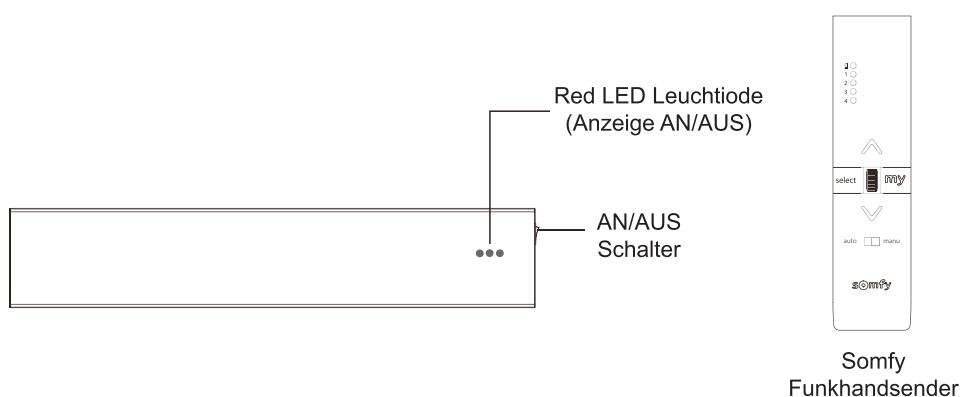 Red LED Leuchtiode
(Anzeige AN/AUS)
AN/AUS
Schalter
1
2
3
4
select
my
auto
manu
somfy
Somfy
Funkhandsender